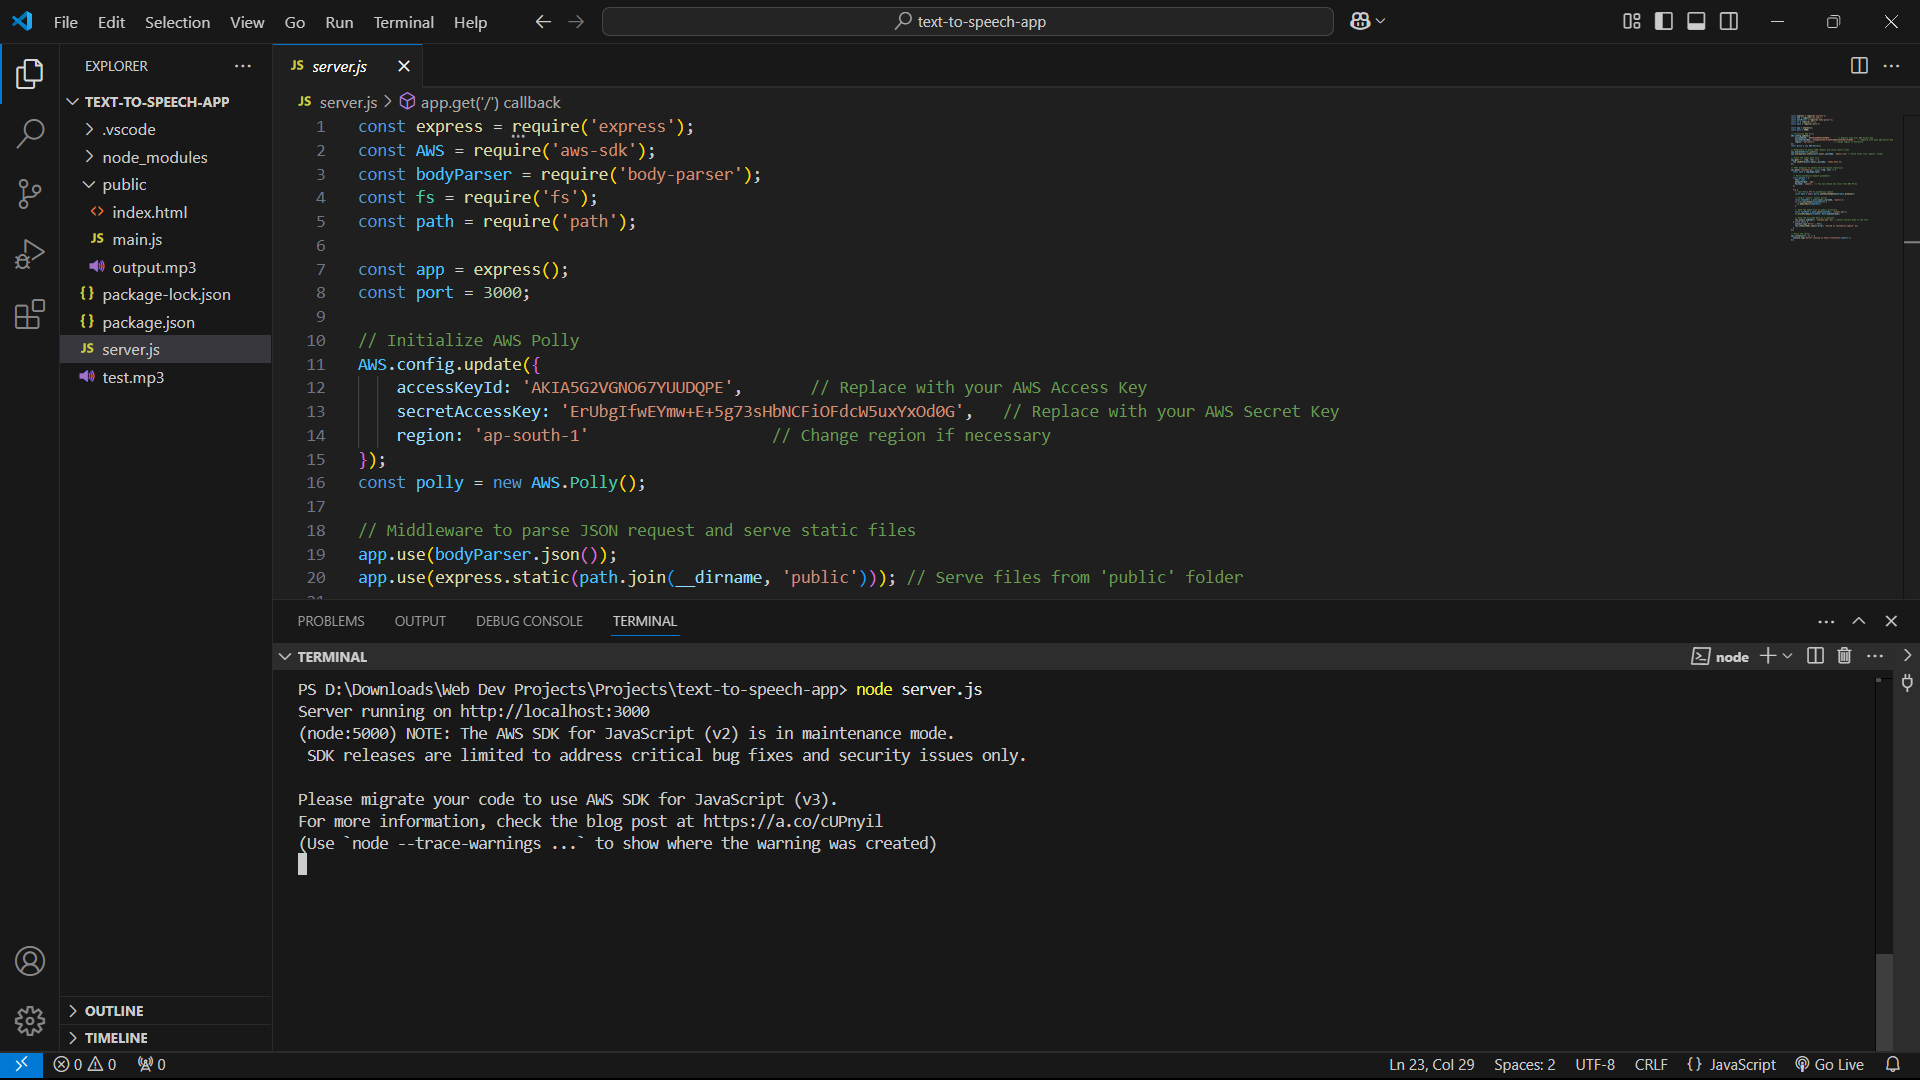 File Edit Selection View Go Run Terminal Help
text-to-speech-app
EXPLORER
TEXT-TO-SPEECH-APP
.vscode
node_modules
public
index.html
JS main.js
output.mp3
{} package-lock.json
{} package.json
JS server.js
test.mp3
OUTLINE
TIMELINE
JS server.js
JS server.js > app.get('/') callback
1 const express = require('express');
2 const AWS = require('aws-sdk');
3 const bodyParser = require('body-parser');
4 const fs = require('fs');
5 const path = require('path');
6
7 const app = express();
8 const port = 3000;
9
10 // Initialize AWS Polly
11 AWS.config.update({
12 accessKeyId: 'AKIA5G2VGNO67YUUDQPE', // Replace with your AWS Access Key
13 secretAccessKey: 'ErUbgIfwEYmw+E+5g73sHbNCFiOFdcW5uxYxOd0G', // Replace with your AWS Secret Key
14 region: 'ap-south-1' // Change region if necessary
15 });
16 const polly = new AWS.Polly();
17
18 // Middleware to parse JSON request and serve static files
19 app.use(bodyParser.json());
20 app.use(express.static(path.join(__dirname, 'public'))); // Serve files from 'public' folder
PROBLEMS OUTPUT DEBUG CONSOLE TERMINAL
TERMINAL
node
PS D:\Downloads\Web Dev Projects\Projects\text-to-speech-app> node server.js
Server running on http://localhost:3000
(node:5000) NOTE: The AWS SDK for JavaScript (v2) is in maintenance mode.
SDK releases are limited to address critical bug fixes and security issues only.
Please migrate your code to use AWS SDK for JavaScript (v3).
For more information, check the blog post at https://a.co/cUPnyil
(Use `node --trace-warnings ...` to show where the warning was created)
0 0 0
Ln 23, Col 29 Spaces: 2 UTF-8 CRLF {} JavaScript Go Live